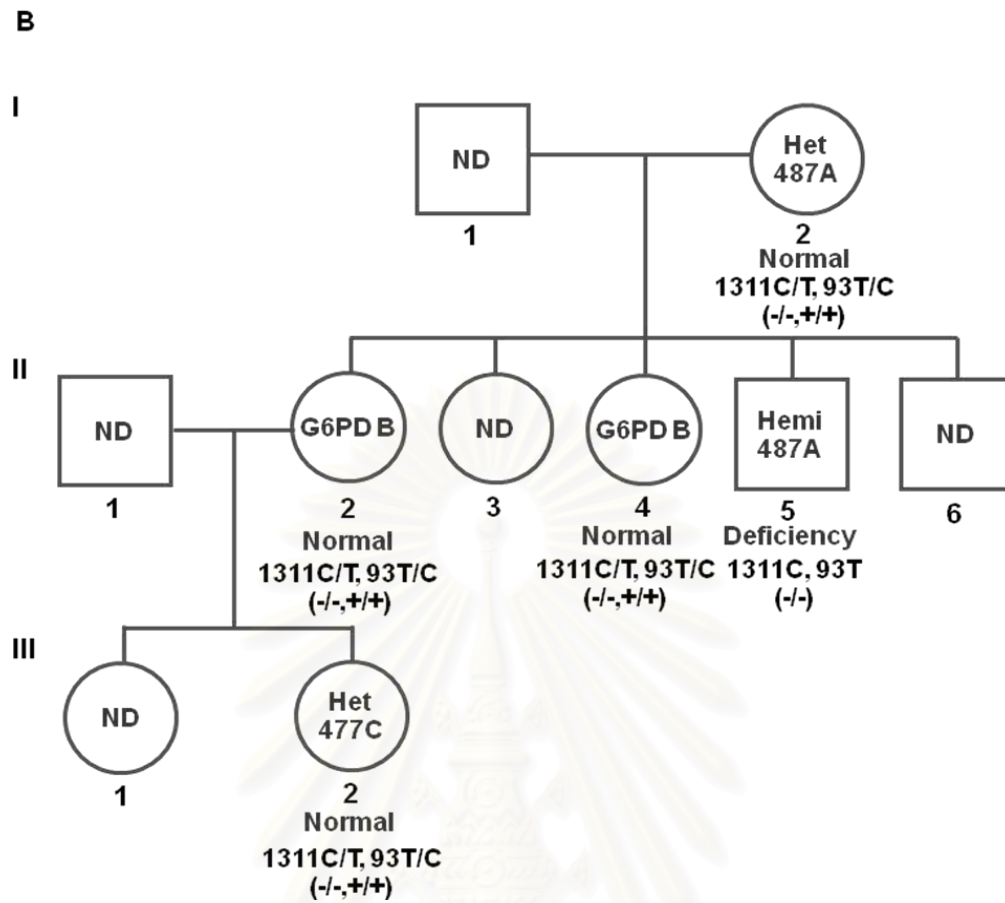 B
I
ND
1
Het
487A
2
Normal
1311C/T, 93T/C
(-/-,+/+)
II
ND
1
G6PD B
2
Normal
1311C/T, 93T/C
(-/-,+/+)
ND
3
G6PD B
4
Normal
1311C/T, 93T/C
(-/-,+/+)
Hemi
487A
5
Deficiency
1311C, 93T
(-/-)
ND
6
III
ND
1
Het
477C
2
Normal
1311C/T, 93T/C
(-/-,+/+)